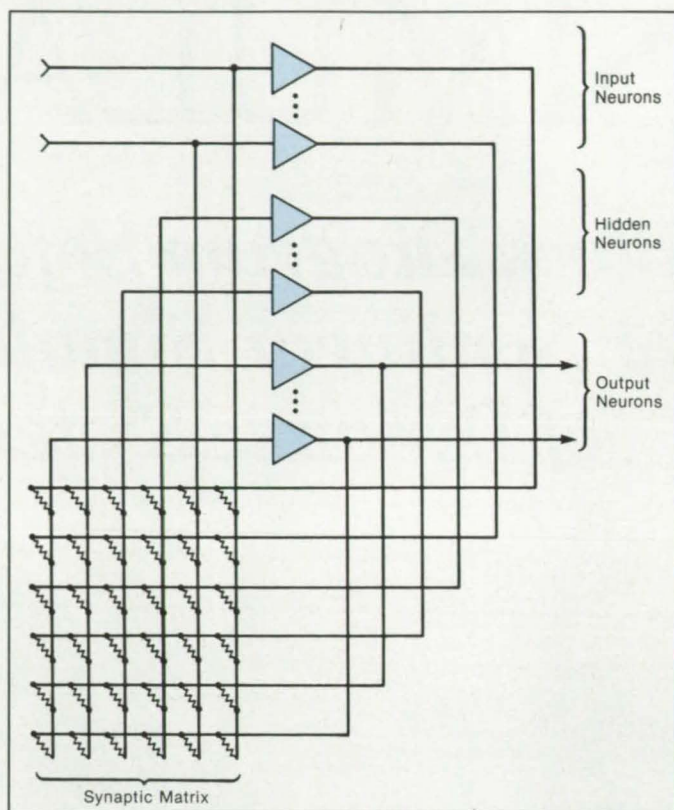 Input
Neurons
Hidden
Neurons
Output
Neurons
Synaptic Matrix